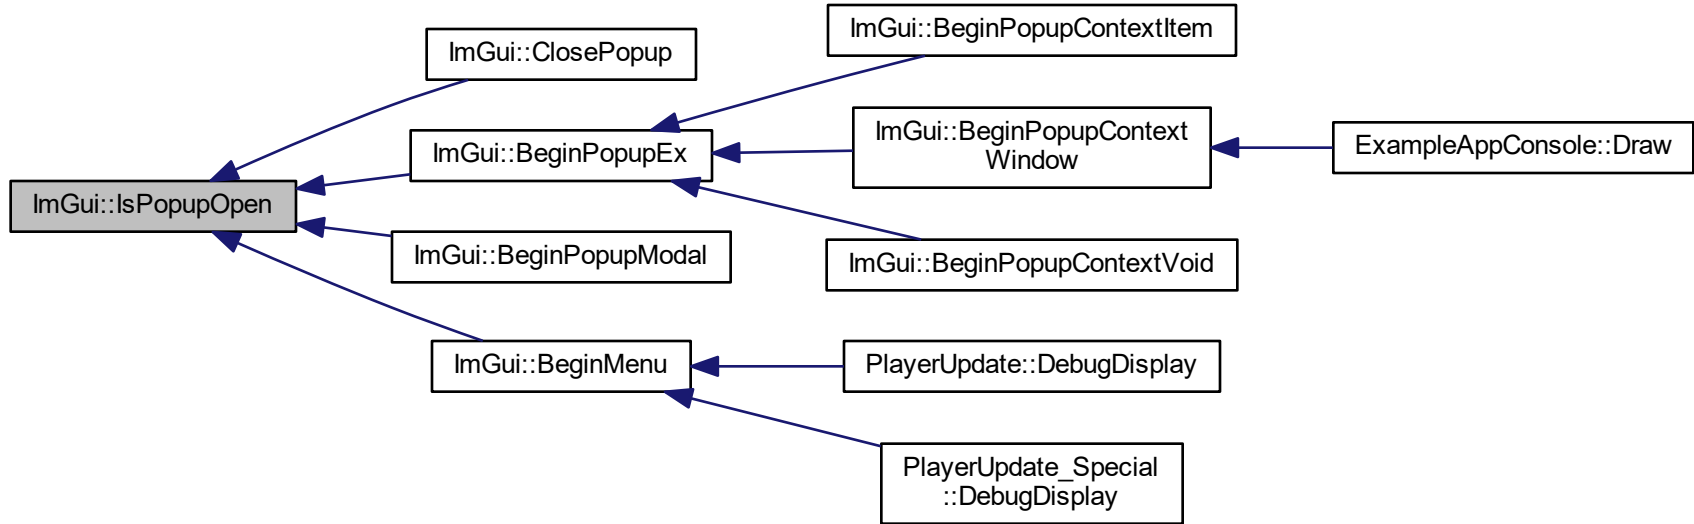 ImGui::BeginPopupContextItem
ImGui::ClosePopup
ImGui::BeginPopupContext
Window
ExampleAppConsole::Draw
ImGui::BeginPopupEx
ImGui::IsPopupOpen
ImGui::BeginPopupModal
ImGui::BeginPopupContextVoid
ImGui::BeginMenu
PlayerUpdate::DebugDisplay
PlayerUpdate_Special
::DebugDisplay